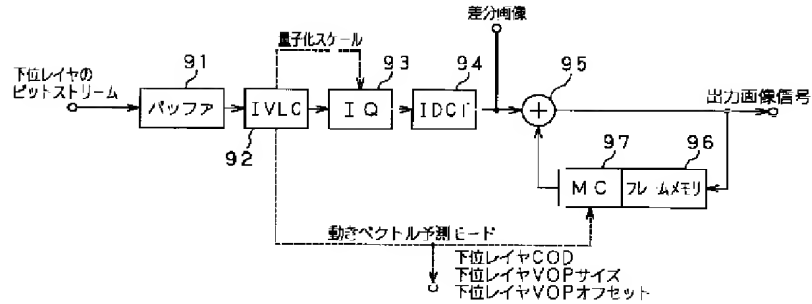 差分画像
量子化スケール
91
93
94
95
下位レイヤの
ビットストリーム
バッファ
IVLC
IQ
IDCT
+
出力画像信号
92
97
96
MC
フレームメモリ
動きベクトル予測モード
下位レイヤCOD
下位レイヤVOPサイズ
下位レイヤVOPオフセット